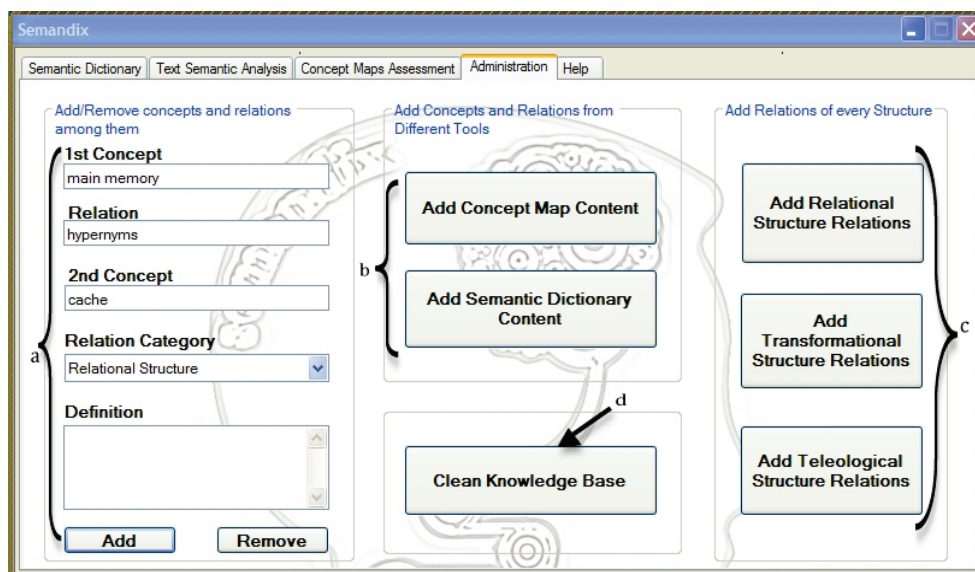 Semandix
Semantic Dictionary Text Semantic Analysis Concept Maps Assessment Administration Help
Add/Remove concepts and relations
among them
1st Concept
main memory
Relation
hypernyms
2nd Concept
cache
a
Relation Category
Relational Structure
Definition
Add Remove
Add Concepts and Relations from
Different Tools
Add Concept Map Content
b
Add Semantic Dictionary
Content
d
Clean Knowledge Base
Add Relations of every Structure
Add Relational
Structure Relations
Add
Transformational
Structure Relations
c
Add Teleological
Structure Relations